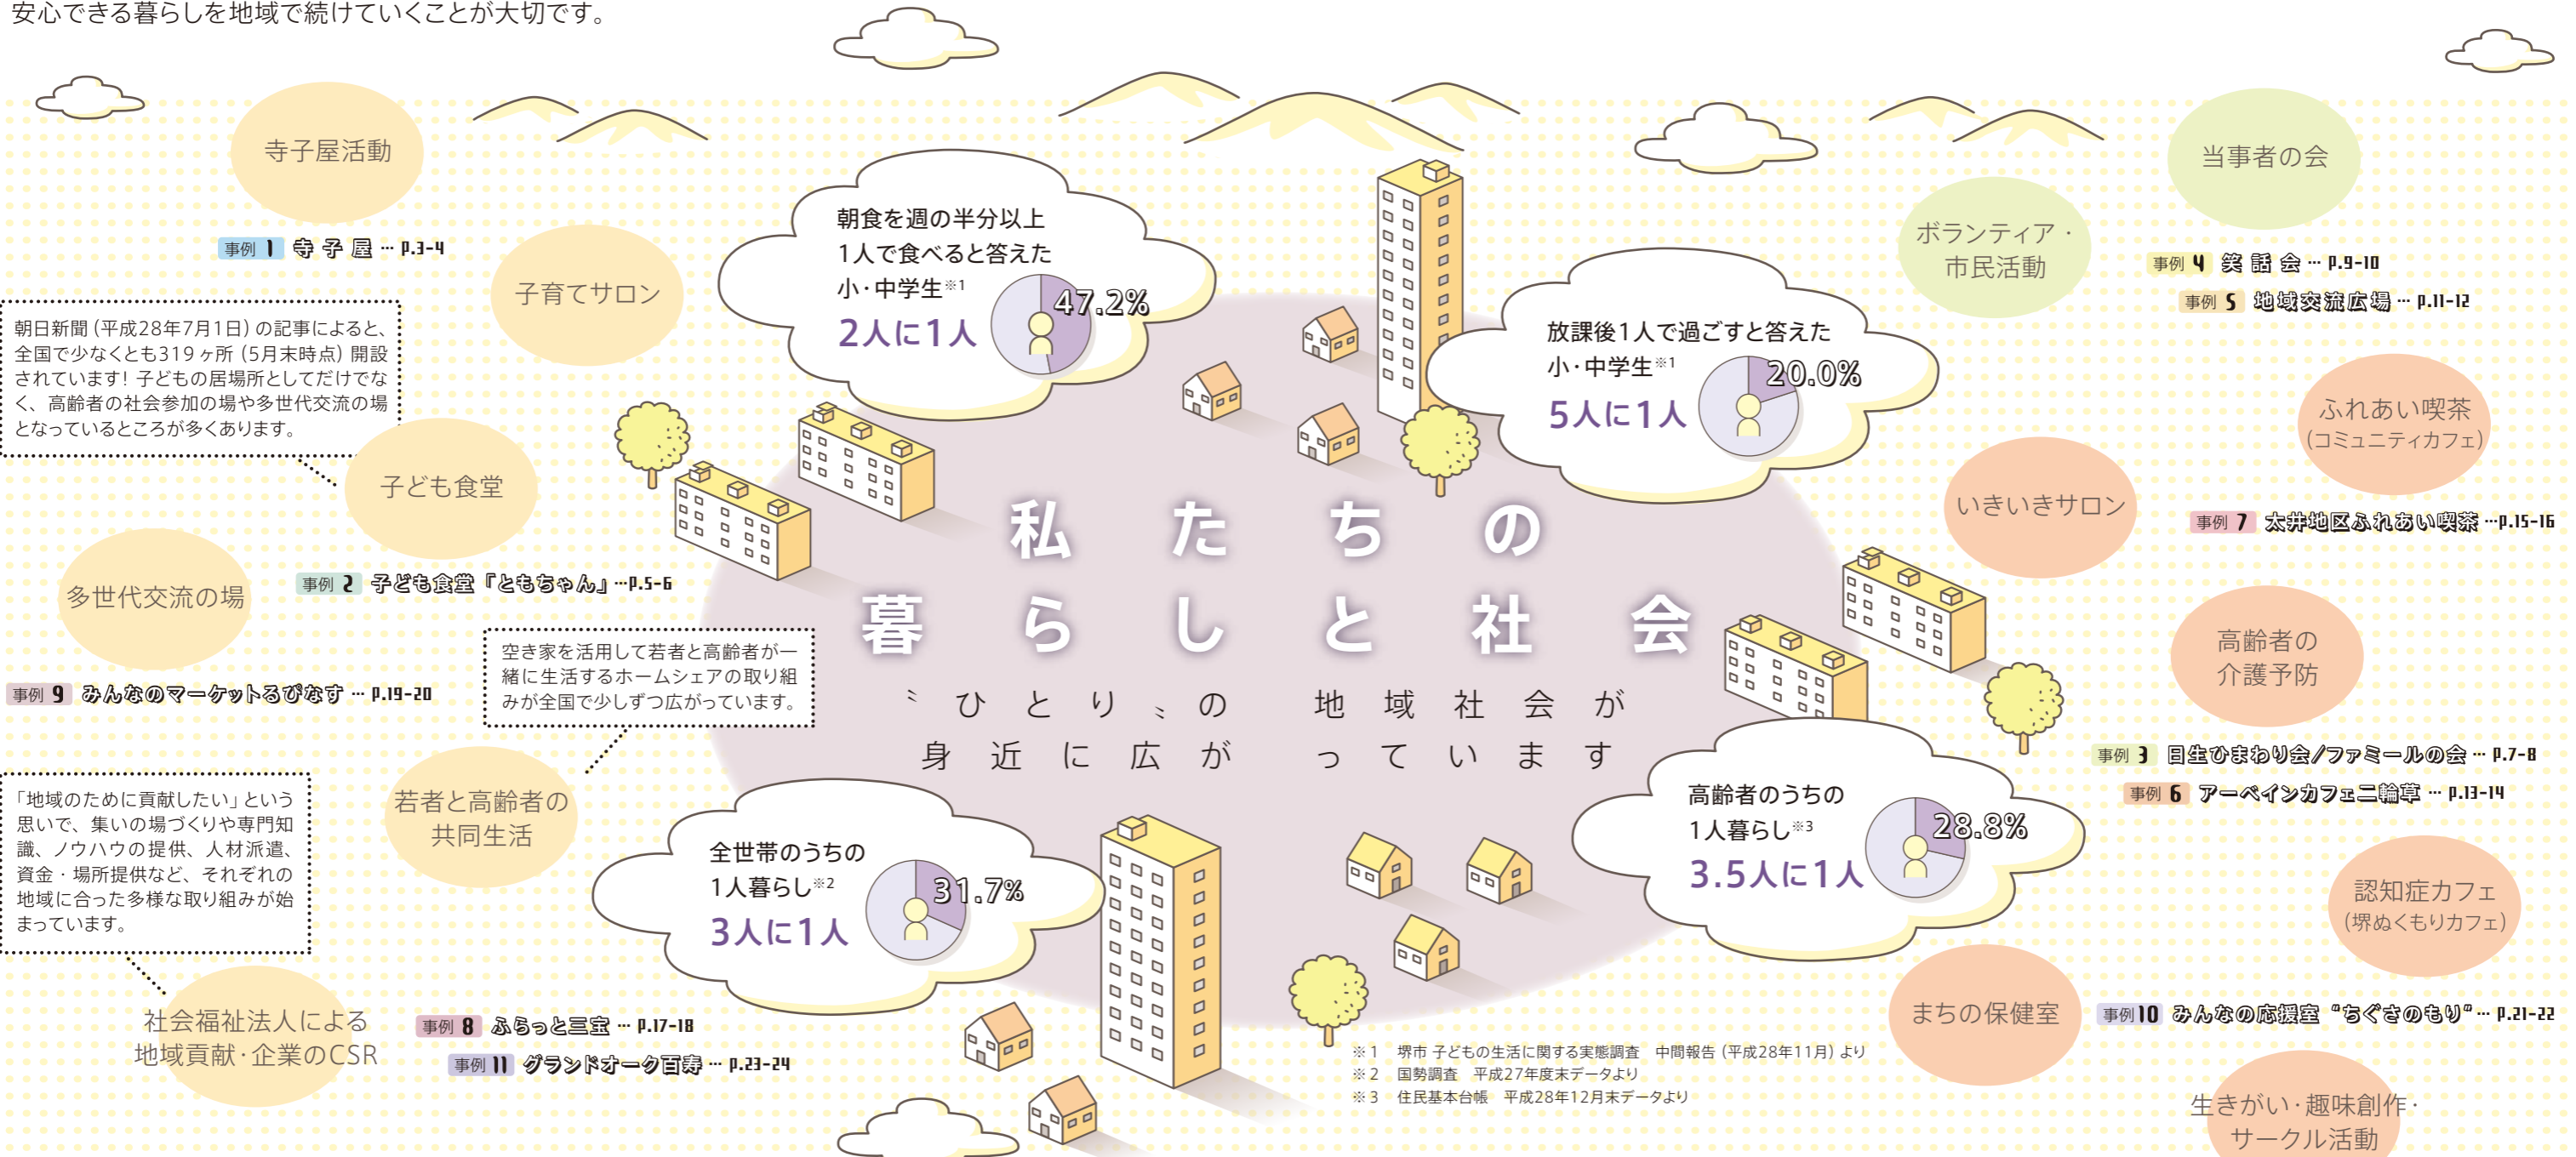 安心できる暮らしを地域で続けていくことが大切です。
寺子屋活動
事例 1 寺子屋 … P.3-4
子育てサロン
朝日新聞（平成28年7月1日）の記事によると、
全国で少なくとも319ヶ所（5月末時点）開設
されています！子どもの居場所としてだけでな
く、高齢者の社会参加の場や多世代交流の場
となっているところが多くあります。
子ども食堂
事例 2 子ども食堂「ともちゃん」…P.5-6
多世代交流の場
事例 9 みんなのマーケットるぴなす … P.19-20
空き家を活用して若者と高齢者が一
緒に生活するホームシェアの取り組
みが全国で少しずつ広がっています。
若者と高齢者の
共同生活
「地域のために貢献したい」という
思いで、集いの場づくりや専門知
識、ノウハウの提供、人材派遣、
資金・場所提供など、それぞれの
地域に合った多様な取り組みが始
まっています。
社会福祉法人による
地域貢献・企業のCSR
事例 8 ふらっと三宝 … P.17-18
事例 11 グランドオーク百寿 … P.23-24
朝食を週の半分以上
1人で食べると答えた
小・中学生※1
47.2%
2人に1人
放課後1人で過ごすと答えた
小・中学生※1
20.0%
5人に1人
私たちの
暮らしと社会
〝ひとり〟の 地域社会が
身近に広がっています
全世帯のうちの
1人暮らし※2
31.7%
3人に1人
高齢者のうちの
1人暮らし※3
28.8%
3.5人に1人
※1 堺市 子どもの生活に関する実態調査 中間報告（平成28年11月）より
※2 国勢調査 平成27年度末データより
※3 住民基本台帳 平成28年12月末データより
当事者の会
ボランティア・
市民活動
事例 4 笑話会 … P.9-10
事例 5 地域交流広場 … P.11-12
ふれあい喫茶
（コミュニティカフェ）
いきいきサロン
事例 7 太井地区ふれあい喫茶 …P.15-16
高齢者の
介護予防
事例 3 日生ひまわり会/ファミールの会 … P.7-8
事例 6 アーベインカフェ二輪草 … P.13-14
認知症カフェ
（堺ぬくもりカフェ）
まちの保健室
事例 10 みんなの応援室 “ちぐさのもり” … P.21-22
生きがい・趣味創作・
サークル活動